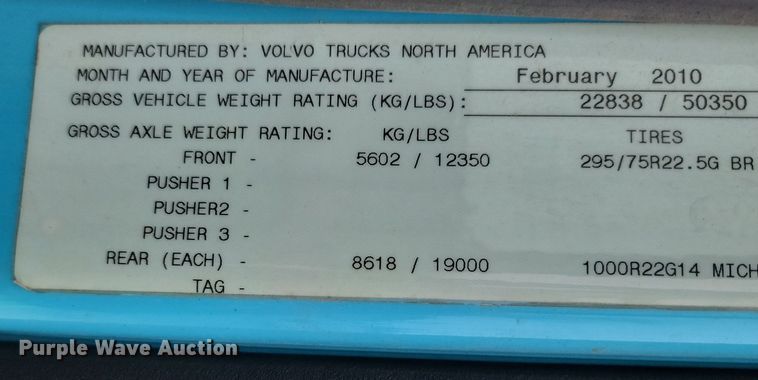 MANUFACTURED BY: VOLVO TRUCKS NORTH AMERICA
MONTH AND YEAR OF MANUFACTURE: February 2010
GROSS VEHICLE WEIGHT RATING (KG/LBS): 22838 / 50350
GROSS AXLE WEIGHT RATING: KG/LBS TIRES
FRONT - 5602 / 12350 295/75R22.5G BR
PUSHER 1 -
PUSHER2 -
PUSHER 3 -
REAR (EACH) - 8618 / 19000 1000R22G14 MICH
TAG -
Purple Wave Auction